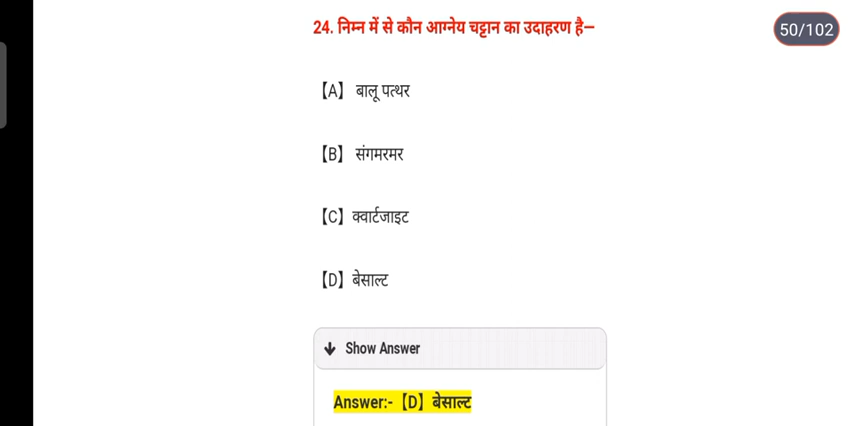 24. निम्न में से कौन आग्नेय चट्टान का उदाहरण है—
50/102
【A】 बालू पत्थर
【B】 संगमरमर
【C】 क्वार्टजाइट
【D】 बेसाल्ट
Show Answer
Answer:- 【D】 बेसाल्ट